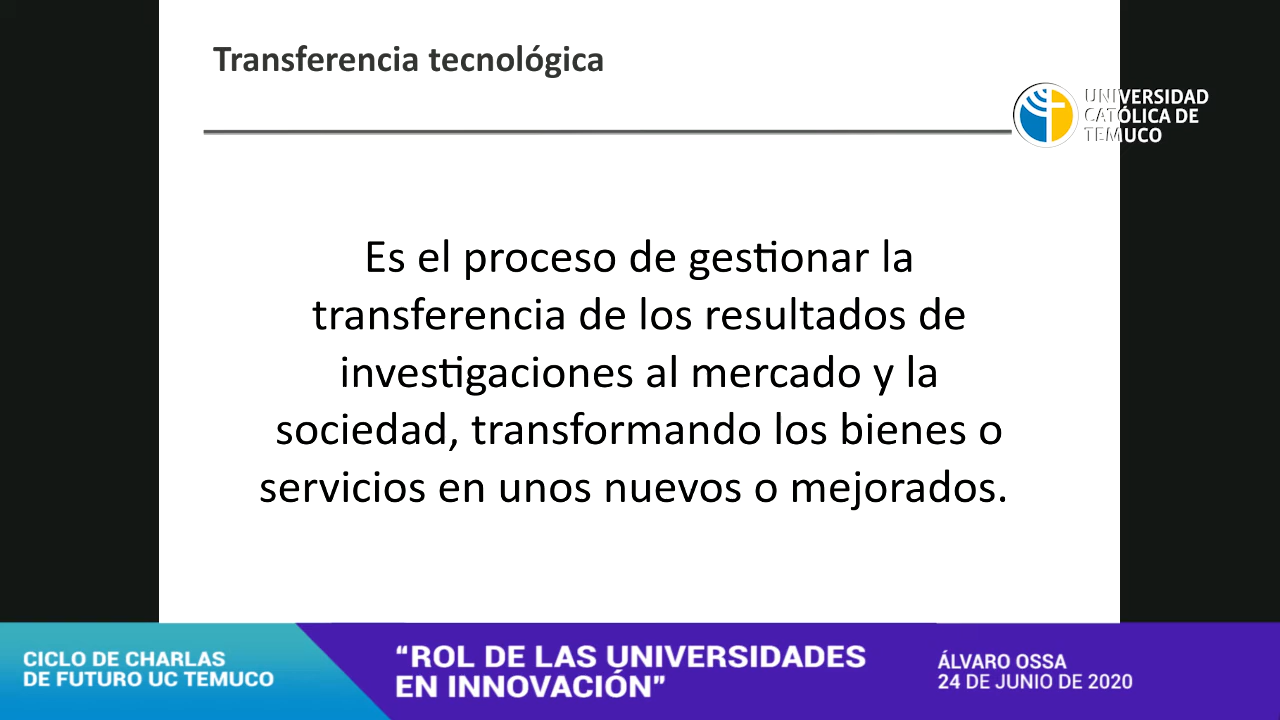 Transferencia tecnológica
UNIVERSIDAD
CATÓLICA DE
TEMUCO
Es el proceso de gestionar la
transferencia de los resultados de
investigaciones al mercado y la
sociedad, transformando los bienes o
servicios en unos nuevos o mejorados.
CICLO DE CHARLAS
DE FUTURO UC TEMUCO
“ROL DE LAS UNIVERSIDADES
EN INNOVACIÓN”
ÁLVARO OSSA
24 DE JUNIO DE 2020